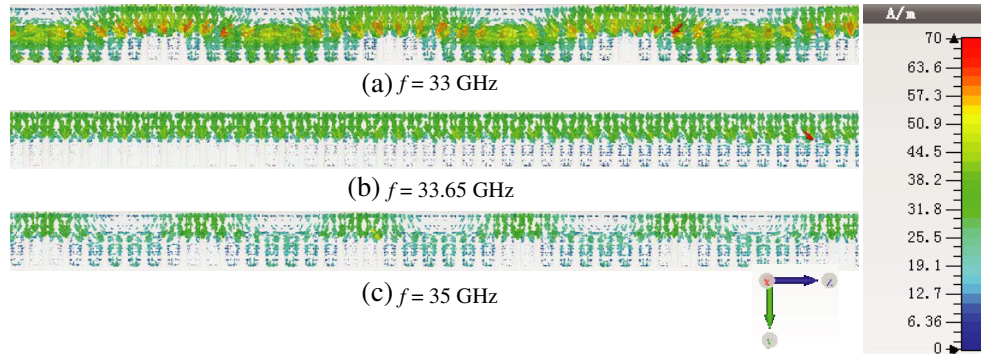 A/m
70
63.6
57.3
50.9
44.5
38.2
31.8
25.5
19.1
12.7
6.36
0
(a) f = 33 GHz
(b) f = 33.65 GHz
(c) f = 35 GHz
X
Z
Y